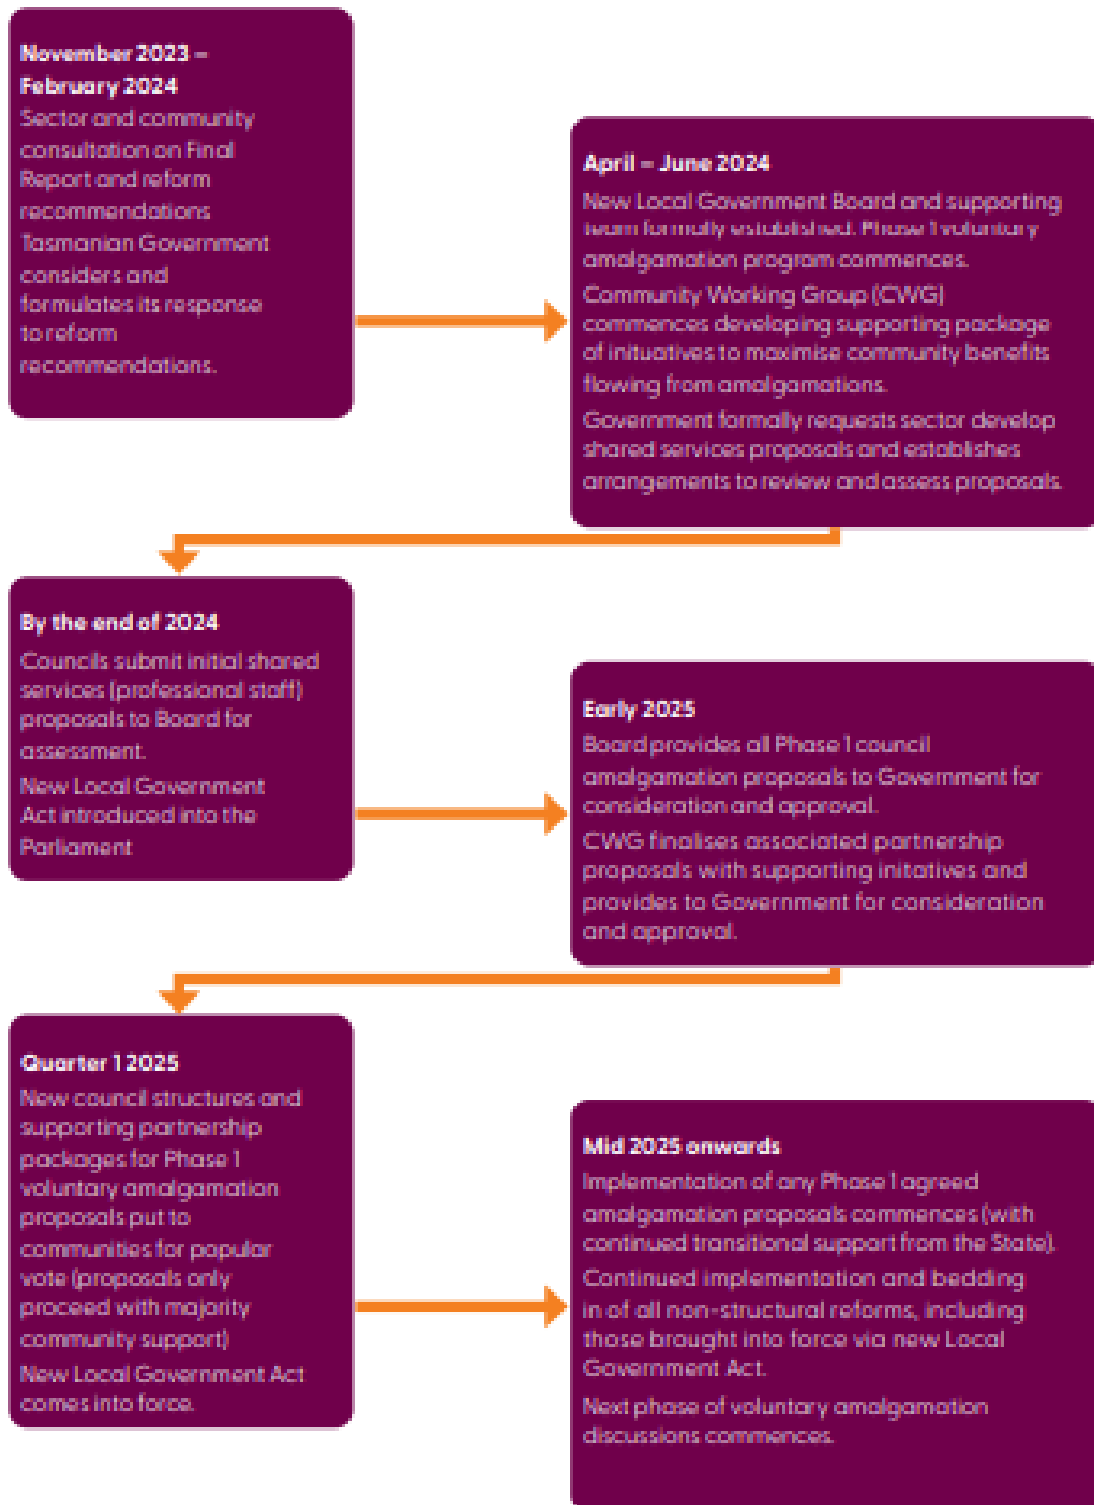 November 2023 –
February 2024
Sector and community
consultation on Final
Report and reform
recommendations
Tasmanian Government
considers and
formulates its response
to reform
recommendations.
April – June 2024
New Local Government Board and supporting
team formally established. Phase 1 voluntary
amalgamation program commences.
Community Working Group (CWG)
commences developing supporting package
of inituatives to maximise community benefits
flowing from amalgamations.
Government formally requests sector develop
shared services proposals and establishes
arrangements to review and assess proposals.
By the end of 2024
Councils submit initial shared
services (professional staff)
proposals to Board for
assessment.
New Local Government
Act introduced into the
Parliament
Early 2025
Board provides all Phase 1 council
amalgamation proposals to Government for
consideration and approval.
CWG finalises associated partnership
proposals with supporting initatives and
provides to Government for consideration
and approval.
Quarter 1 2025
New council structures and
supporting partnership
packages for Phase 1
voluntary amalgamation
proposals put to
communities for popular
vote (proposals only
proceed with majority
community support)
New Local Government Act
comes into force.
Mid 2025 onwards
Implementation of any Phase 1 agreed
amalgamation proposals commences (with
continued transitional support from the State).
Continued implementation and bedding
in of all non-structural reforms, including
those brought into force via new Local
Government Act.
Next phase of voluntary amalgamation
discussions commences.